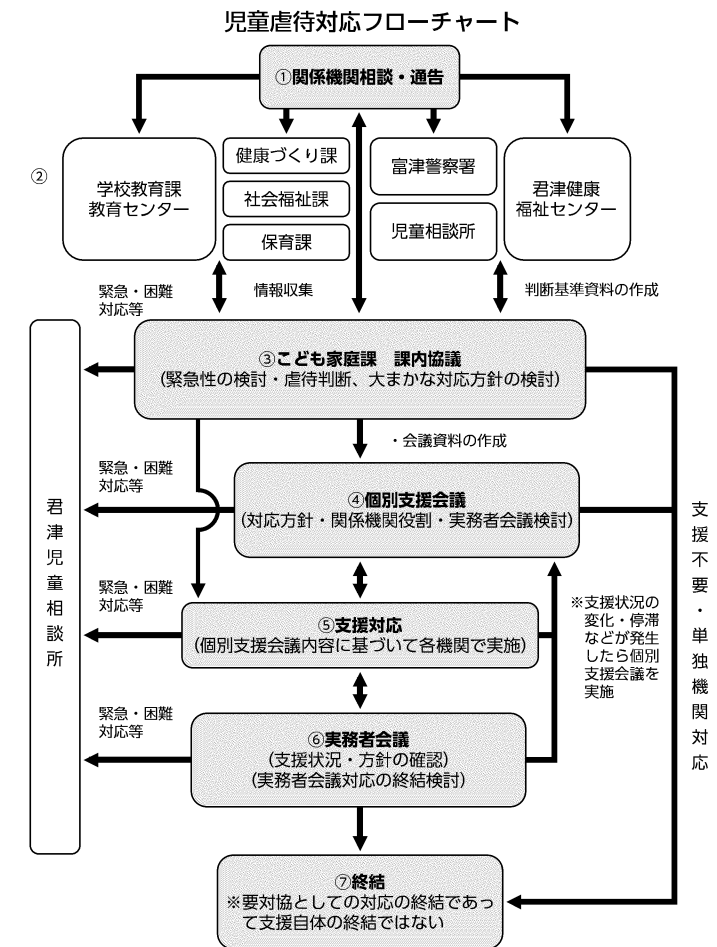 児童虐待対応フローチャート
①関係機関相談・通告
②
学校教育課
教育センター
健康づくり課
社会福祉課
保育課
富津警察署
児童相談所
君津健康
福祉センター
緊急・困難
対応等
情報収集
判断基準資料の作成
③こども家庭課　課内協議
(緊急性の検討・虐待判断、大まかな対応方針の検討)
・会議資料の作成
緊急・困難
対応等
④個別支援会議
(対応方針・関係機関役割・実務者会議検討)
君津児童相談所
支援不要・単独機関対応
緊急・困難
対応等
⑤支援対応
(個別支援会議内容に基づいて各機関で実施)
※支援状況の
変化・停滞
などが発生
したら個別
支援会議を
実施
緊急・困難
対応等
⑥実務者会議
(支援状況・方針の確認)
(実務者会議対応の終結検討)
⑦終結
※要対協としての対応の終結であっ
て支援自体の終結ではない